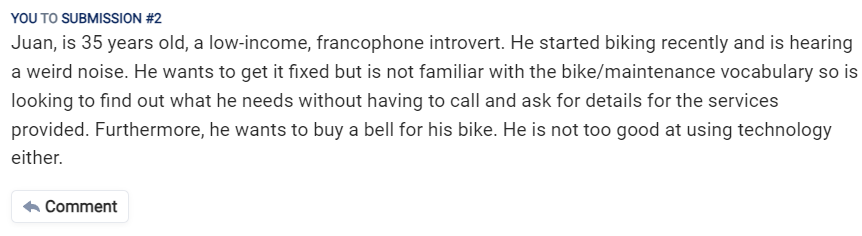 YOU TO SUBMISSION #2
Juan, is 35 years old, a low-income, francophone introvert. He started biking recently and is hearing
a weird noise. He wants to get it fixed but is not familiar with the bike/maintenance vocabulary so is
looking to find out what he needs without having to call and ask for details for the services
provided. Furthermore, he wants to buy a bell for his bike. He is not too good at using technology
either.
Comment